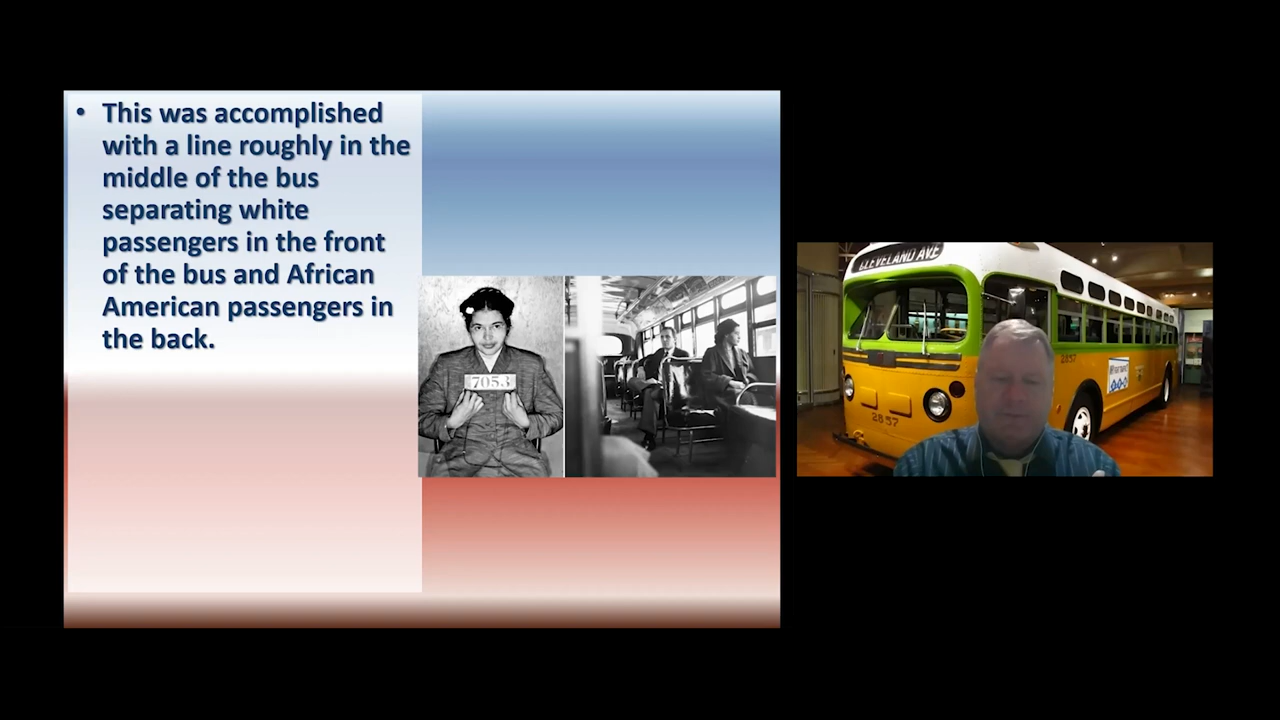 • This was accomplished
with a line roughly in the
middle of the bus
separating white
passengers in the front
of the bus and African
American passengers in
the back.
7053
CLEVELAND AVE
2857
2857